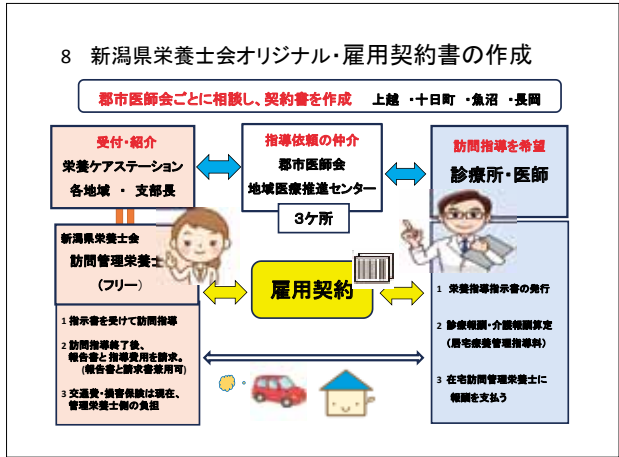 8 新潟県栄養士会オリジナル・雇用契約書の作成
郡市医師会ごとに相談し、契約書を作成 上越 ・十日町 ・魚沼 ・長岡
受付・紹介
栄養ケアステーション
各地域 ・ 支部長
指導依頼の仲介
郡市医師会
地域医療推進センター
3ケ所
訪問指導を希望
診療所・医師
新潟県栄養士会
訪問管理栄養士
(フリー)
雇用契約
1 指示書を受けて訪問指導
2 訪問指導終了後、
報告書と指導費用を請求。
(報告書と請求書兼用可)
3 交通費・損害保険は現在、
管理栄養士側の負担
1 栄養指導指示書の発行
2 診療報酬・介護報酬算定
(居宅療養管理指導料)
3 在宅訪問管理栄養士に
報酬を支払う